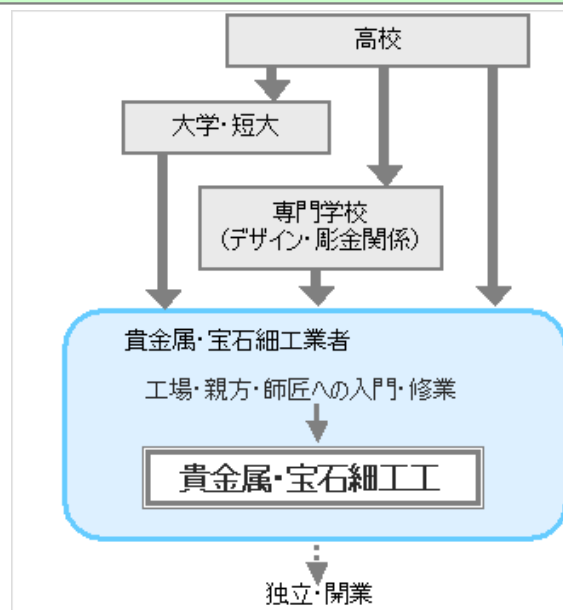 高校
大学・短大
専門学校
（デザイン・彫金関係）
貴金属・宝石細工業者
工場・親方・師匠への入門・修業
貴金属・宝石細工工
独立・開業